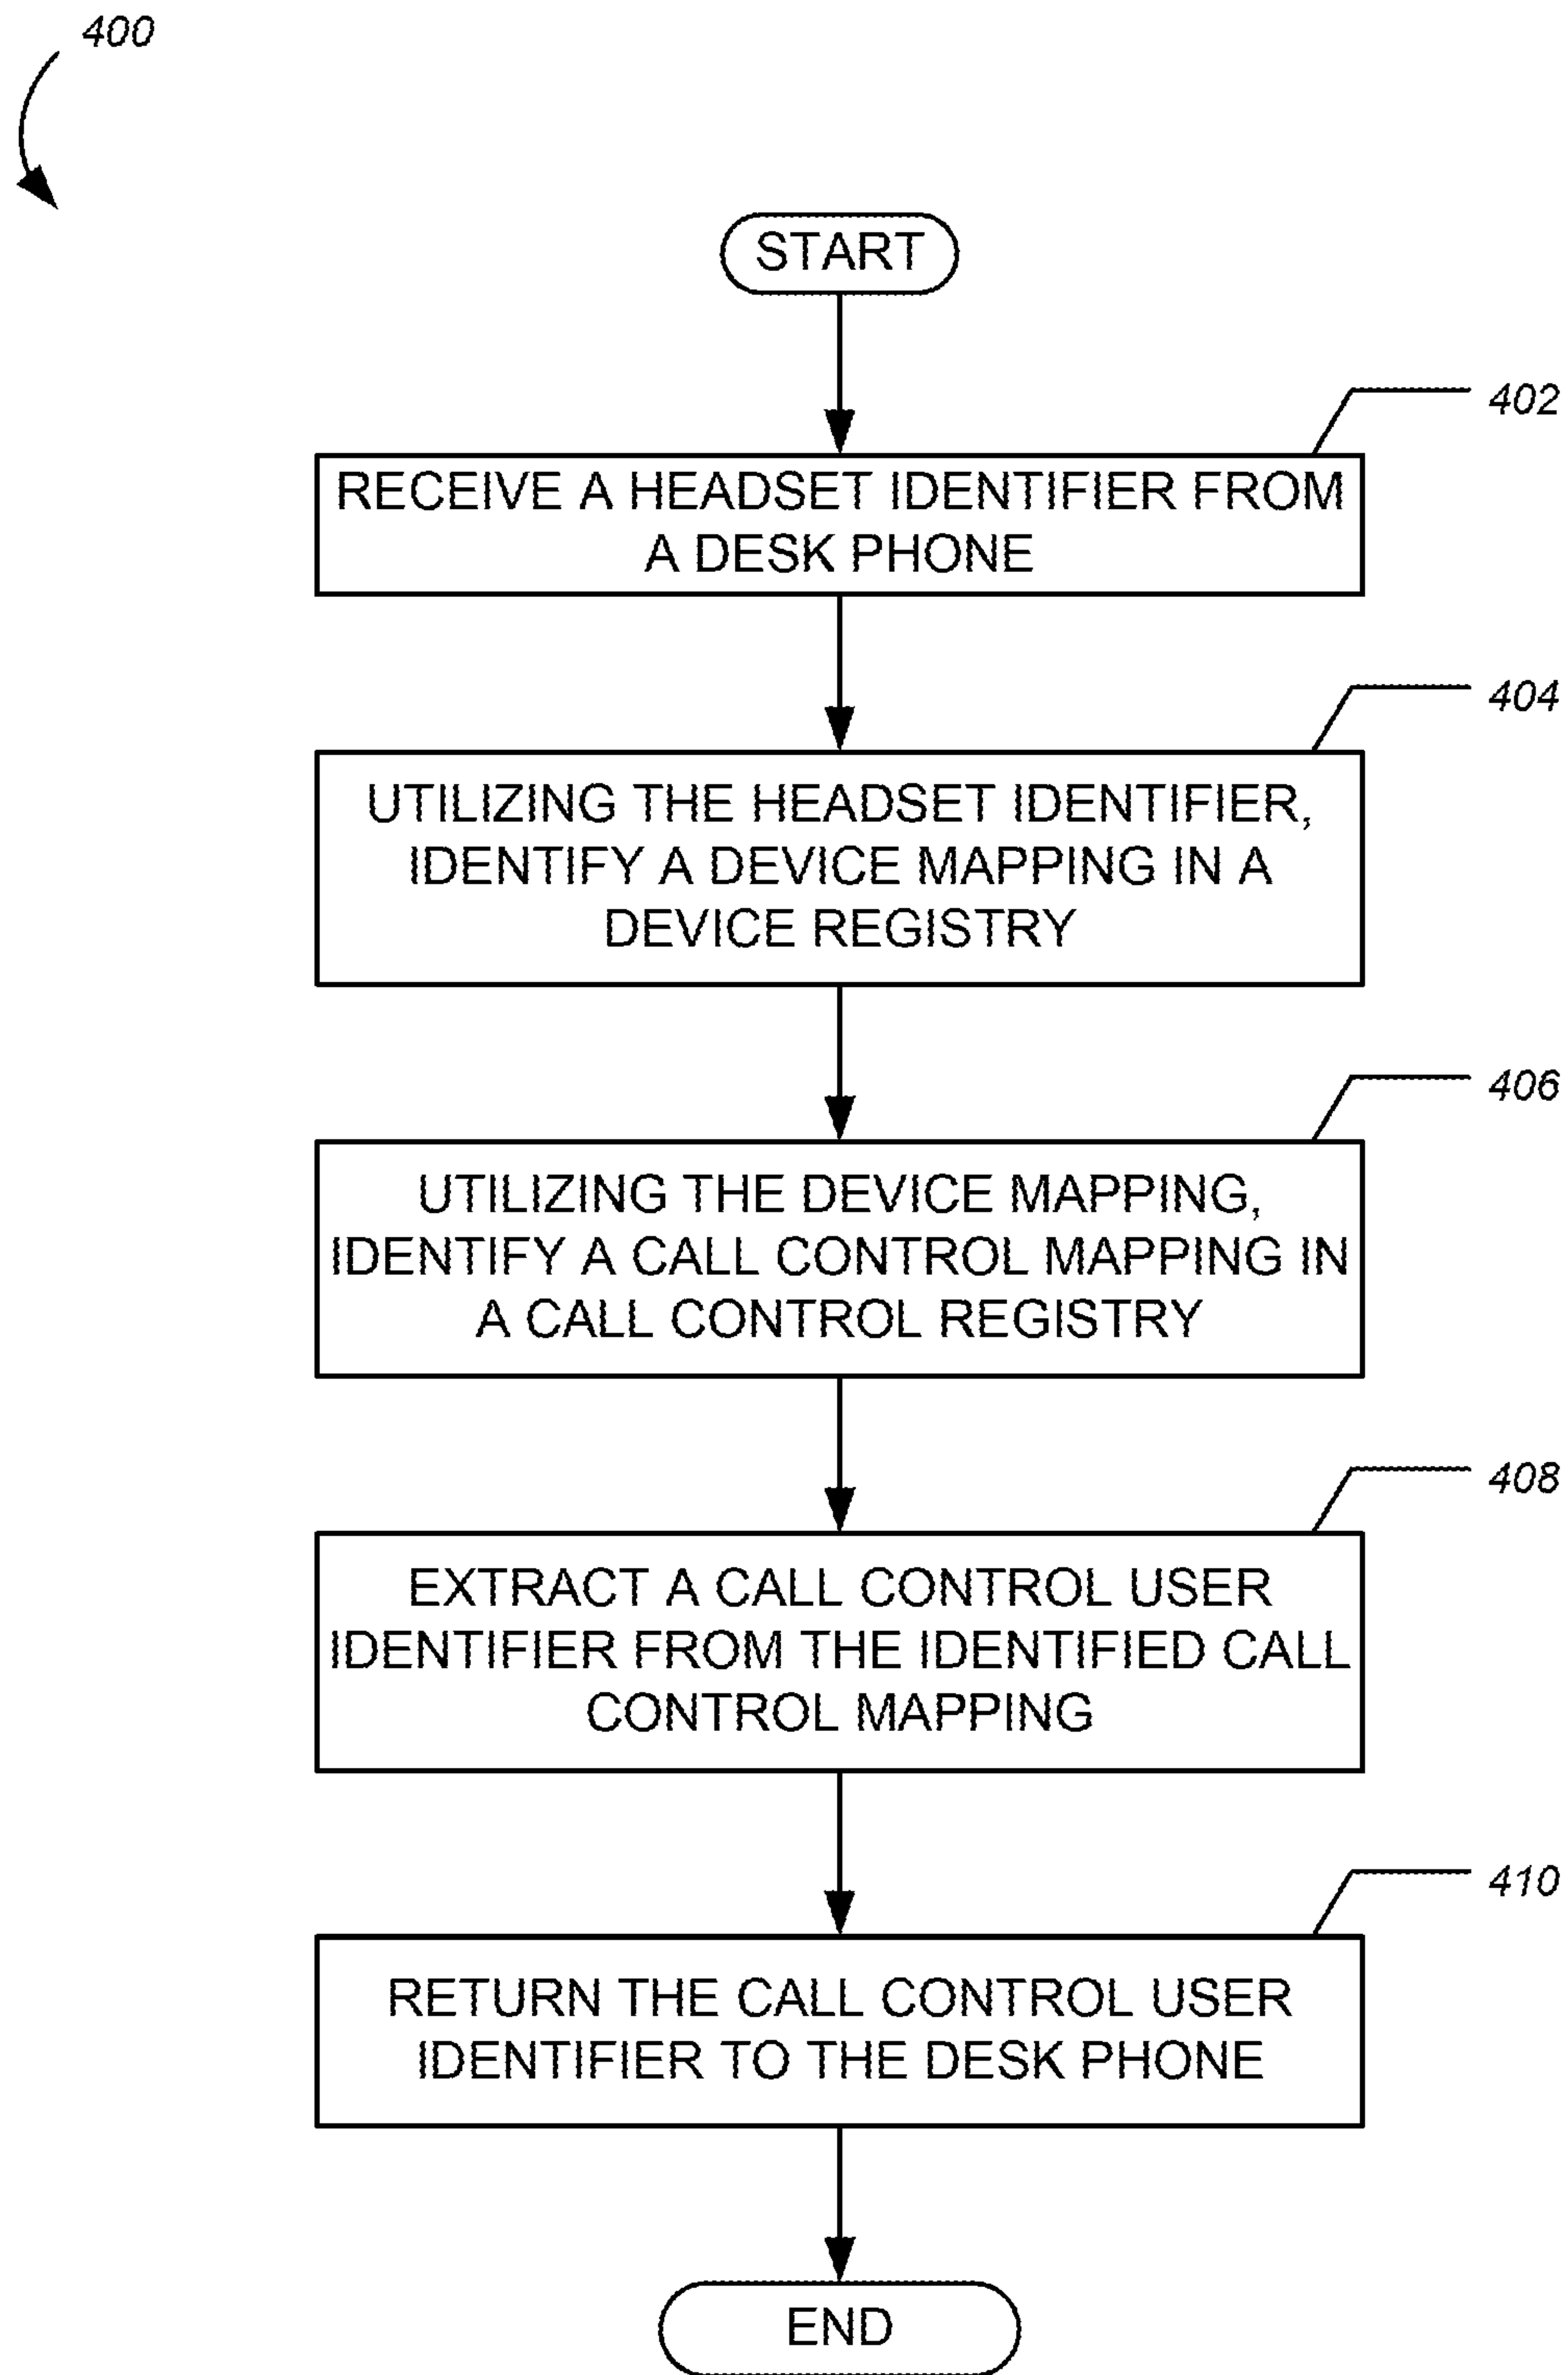 400
START
402
RECEIVE A HEADSET IDENTIFIER FROM
A DESK PHONE
404
UTILIZING THE HEADSET IDENTIFIER,
IDENTIFY A DEVICE MAPPING IN A
DEVICE REGISTRY
406
UTILIZING THE DEVICE MAPPING,
IDENTIFY A CALL CONTROL MAPPING IN
A CALL CONTROL REGISTRY
408
EXTRACT A CALL CONTROL USER
IDENTIFIER FROM THE IDENTIFIED CALL
CONTROL MAPPING
410
RETURN THE CALL CONTROL USER
IDENTIFIER TO THE DESK PHONE
END